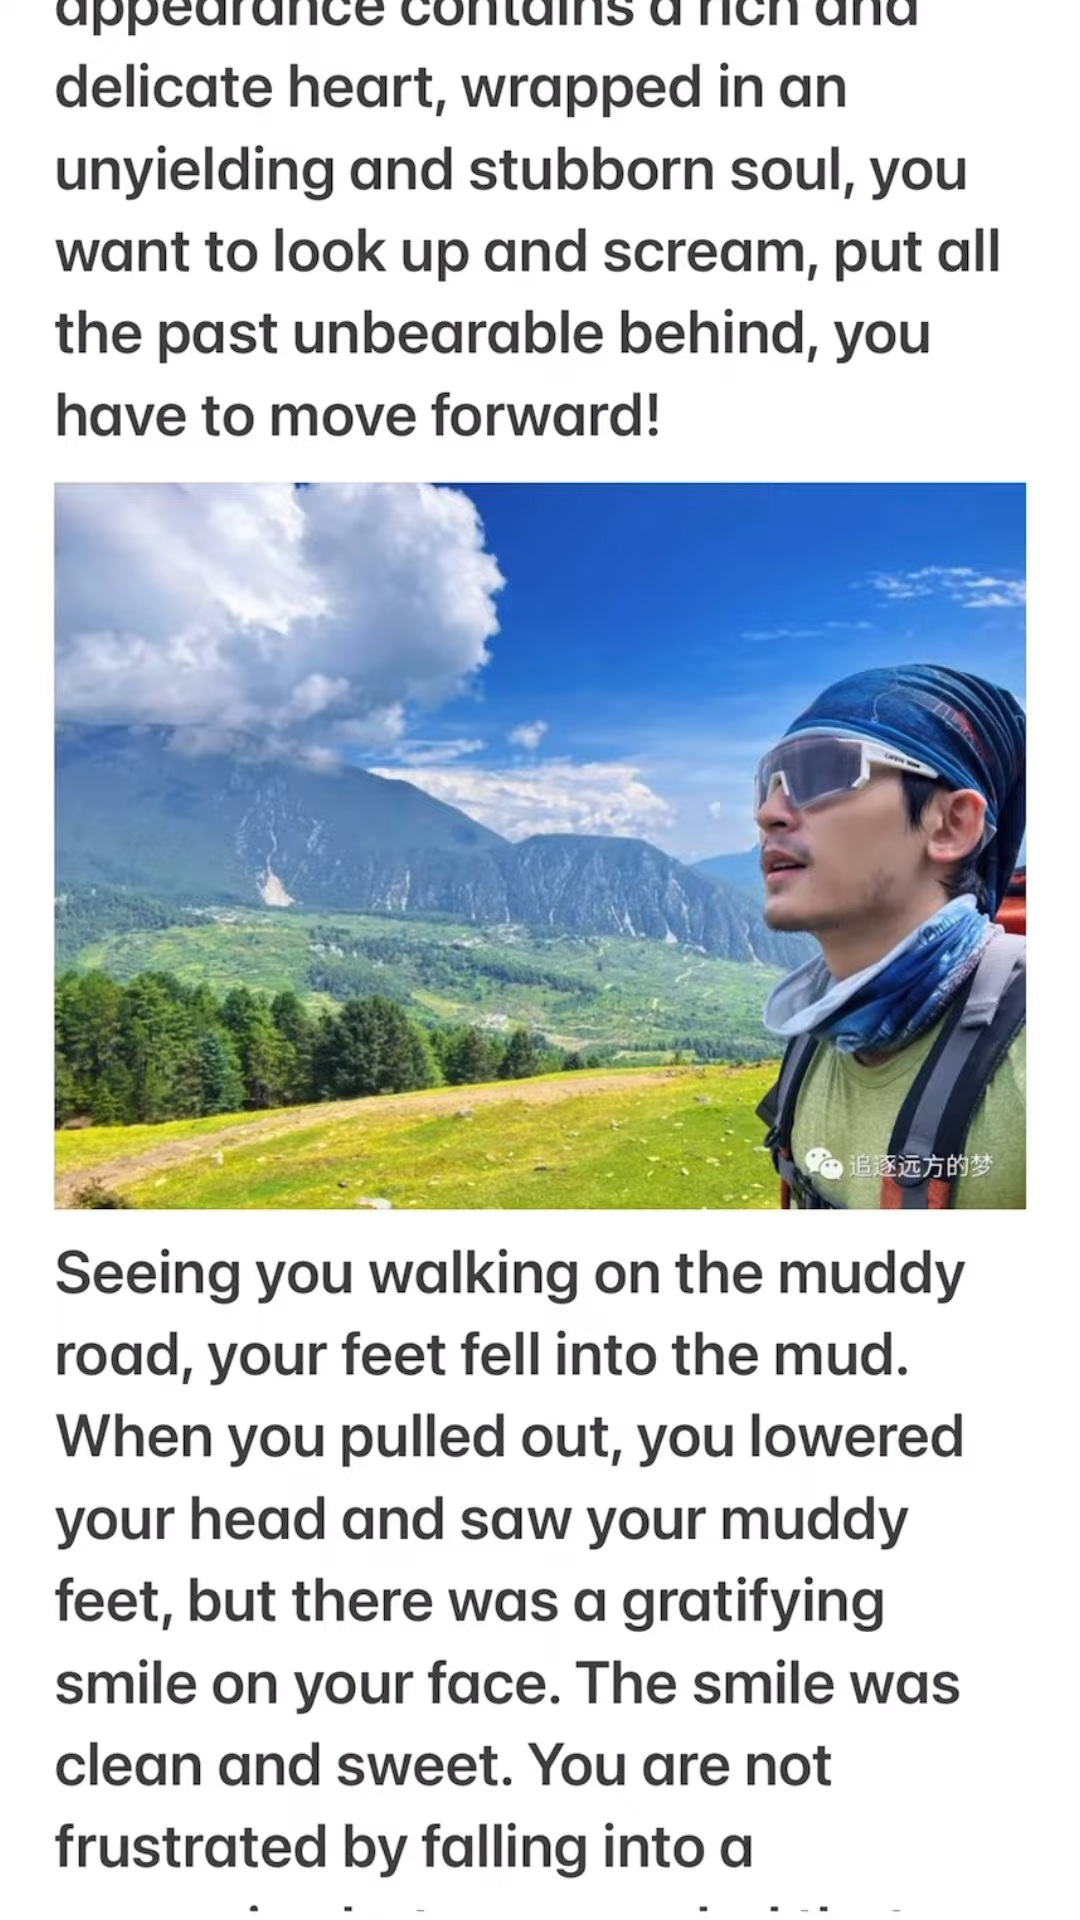 appearance contains a rich and
delicate heart, wrapped in an
unyielding and stubborn soul, you
want to look up and scream, put all
the past unbearable behind, you
have to move forward!
追逐远方的梦
Seeing you walking on the muddy
road, your feet fell into the mud.
When you pulled out, you lowered
your head and saw your muddy
feet, but there was a gratifying
smile on your face. The smile was
clean and sweet. You are not
frustrated by falling into a